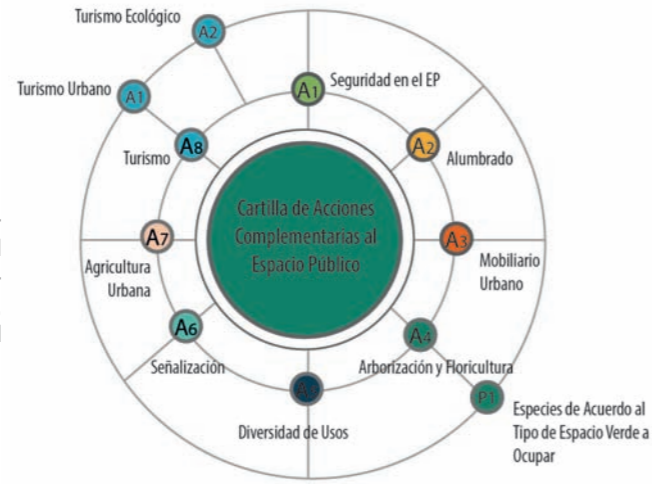 Turismo Ecológico
A2
Turismo Urbano
A1
A1
Seguridad en el EP
A8
Turismo
A2
Alumbrado
Cartilla de Acciones
Complementarias al
Espacio Público
A7
Agricultura
Urbana
A3
Mobiliario
Urbano
A6
Señalización
A4
Arborización y Floricultura
Diversidad de Usos
P1
Especies de Acuerdo al
Tipo de Espacio Verde a
Ocupar